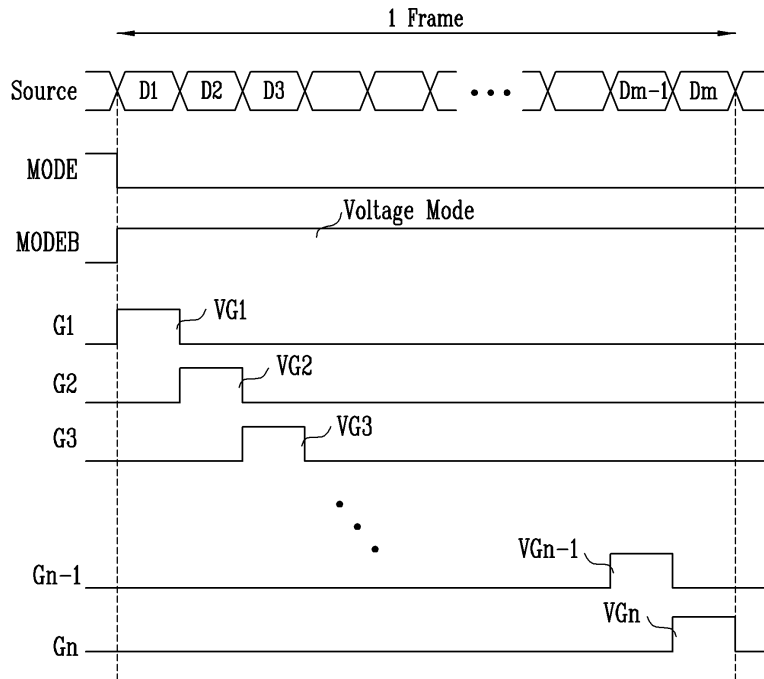 1 Frame
Source D1 D2 D3 Dm-1 Dm
MODE
Voltage Mode
MODEB
G1 VG1
G2 VG2
G3 VG3
Gn-1 VGn-1
Gn VGn